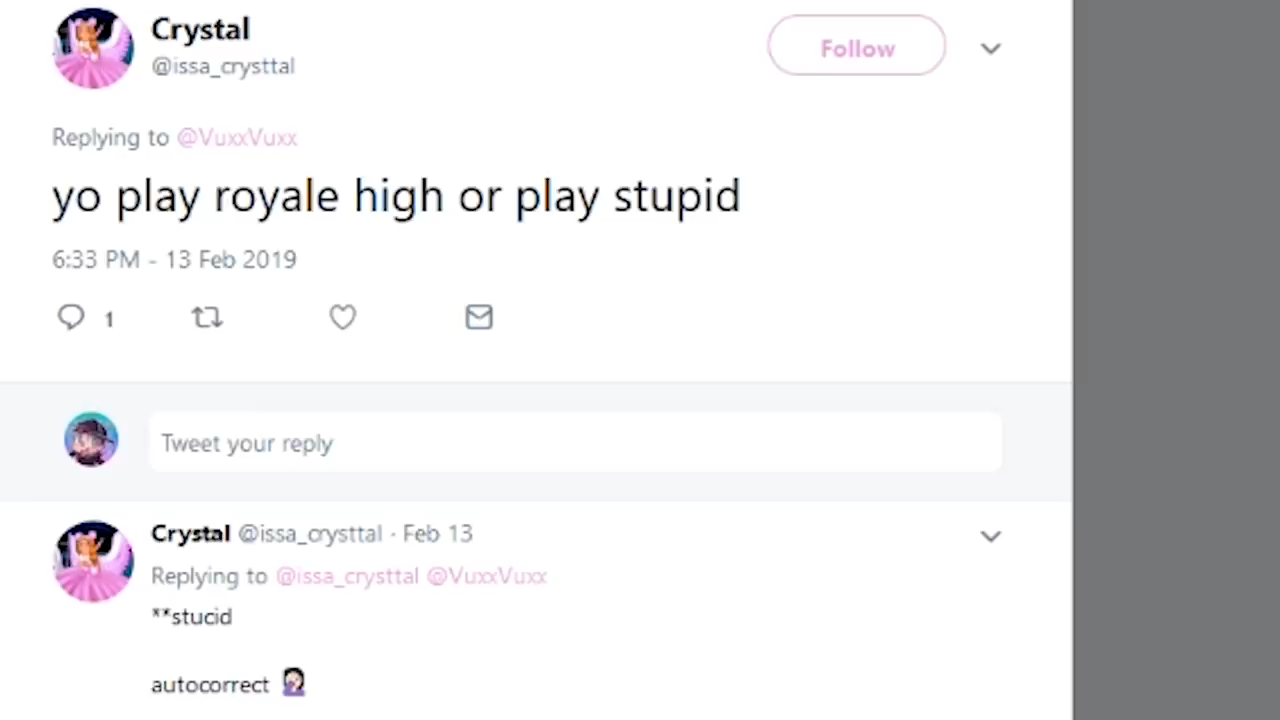 Crystal
@issa_crysttal
Follow
Replying to @VuxxVuxx
yo play royale high or play stupid
6:33 PM - 13 Feb 2019
1
Tweet your reply
Crystal @issa_crysttal · Feb 13
Replying to @issa_crysttal @VuxxVuxx
**stucid
autocorrect 🤦🏻‍♀️